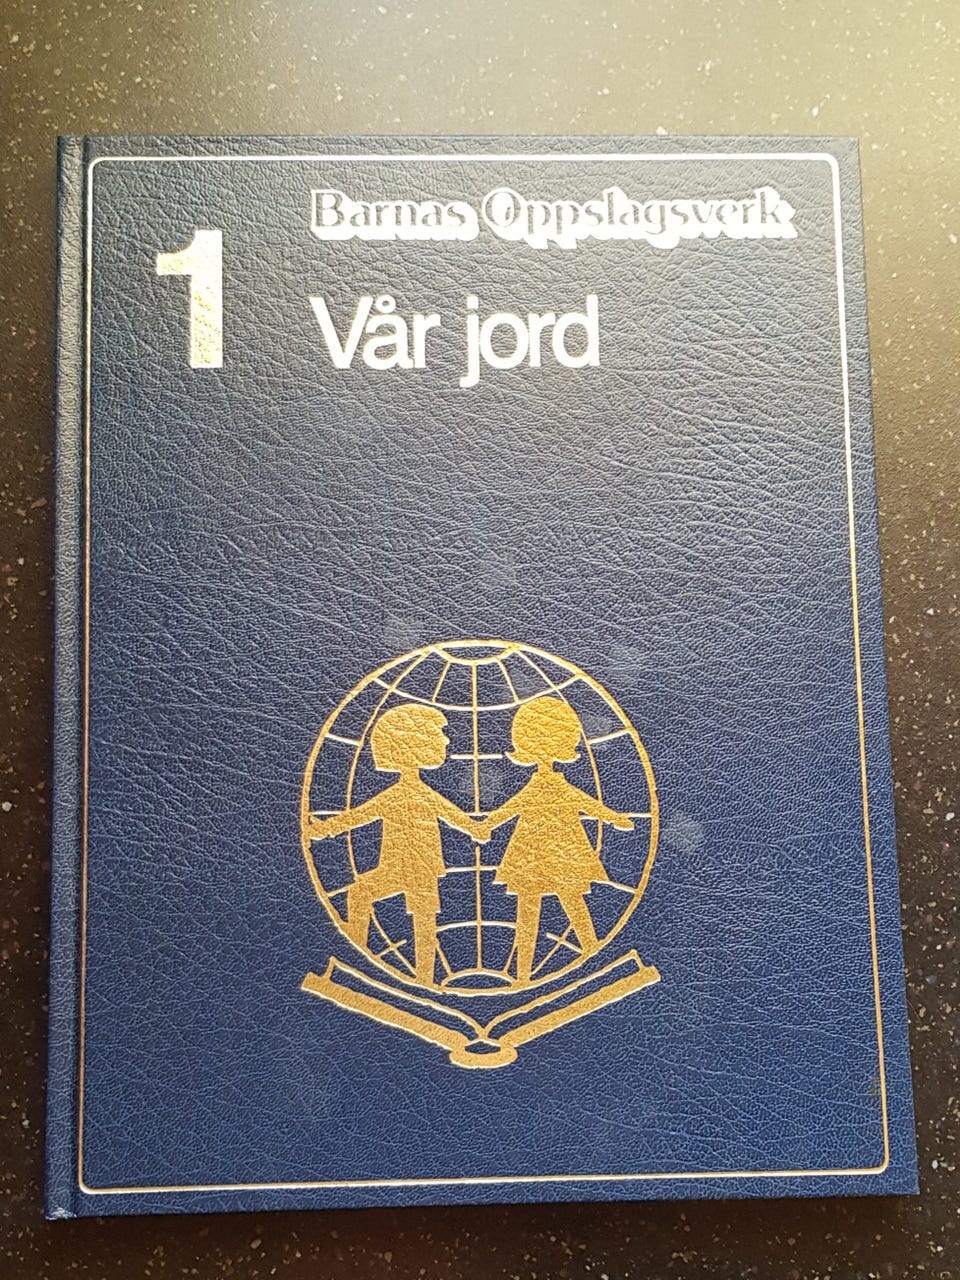 Barnas Oppslagsverk
1
Vår jord